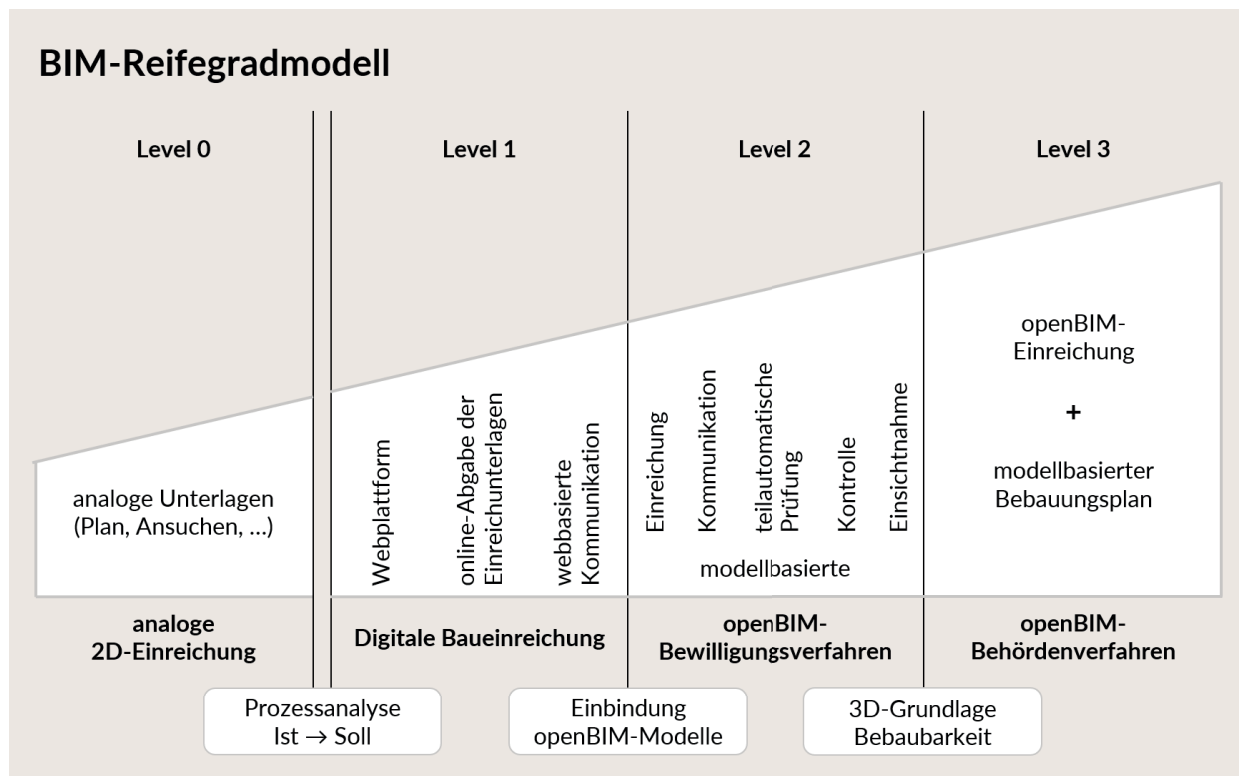 BIM-Reifegradmodell
Level 0
Level 1
Level 2
Level 3
analoge Unterlagen
(Plan, Ansuchen, ...)
Webplattform
online-Abgabe der
Einreichunterlagen
webbasierte
Kommunikation
Einreichung
Kommunikation
teilautomatische
Prüfung
Kontrolle
Einsichtnahme
modellbasierte
openBIM-
Einreichung
+
modellbasierter
Bebauungsplan
analoge
2D-Einreichung
Digitale Baueinreichung
openBIM-
Bewilligungsverfahren
openBIM-
Behördenverfahren
Prozessanalyse
Ist → Soll
Einbindung
openBIM-Modelle
3D-Grundlage
Bebaubarkeit